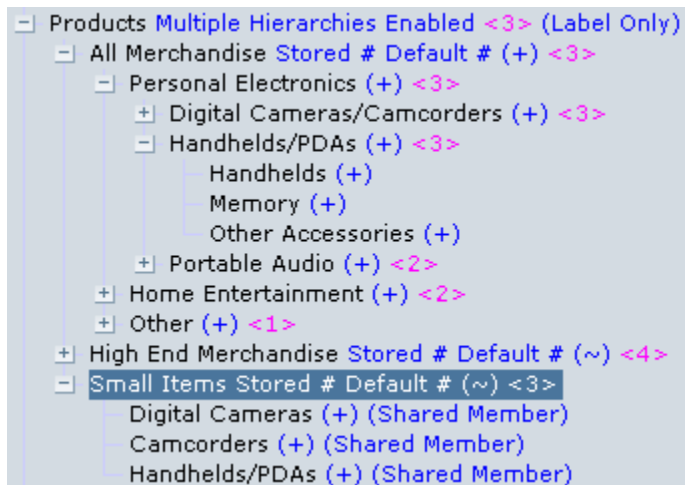 Products Multiple Hierarchies Enabled <3> (Label Only)
All Merchandise Stored # Default # (+) <3>
Personal Electronics (+) <3>
Digital Cameras/Camcorders (+) <3>
Handhelds/PDAs (+) <3>
Handhelds (+)
Memory (+)
Other Accessories (+)
Portable Audio (+) <2>
Home Entertainment (+) <2>
Other (+) <1>
High End Merchandise Stored # Default # (~) <4>
Small Items Stored # Default # (~) <3>
Digital Cameras (+) (Shared Member)
Camcorders (+) (Shared Member)
Handhelds/PDAs (+) (Shared Member)